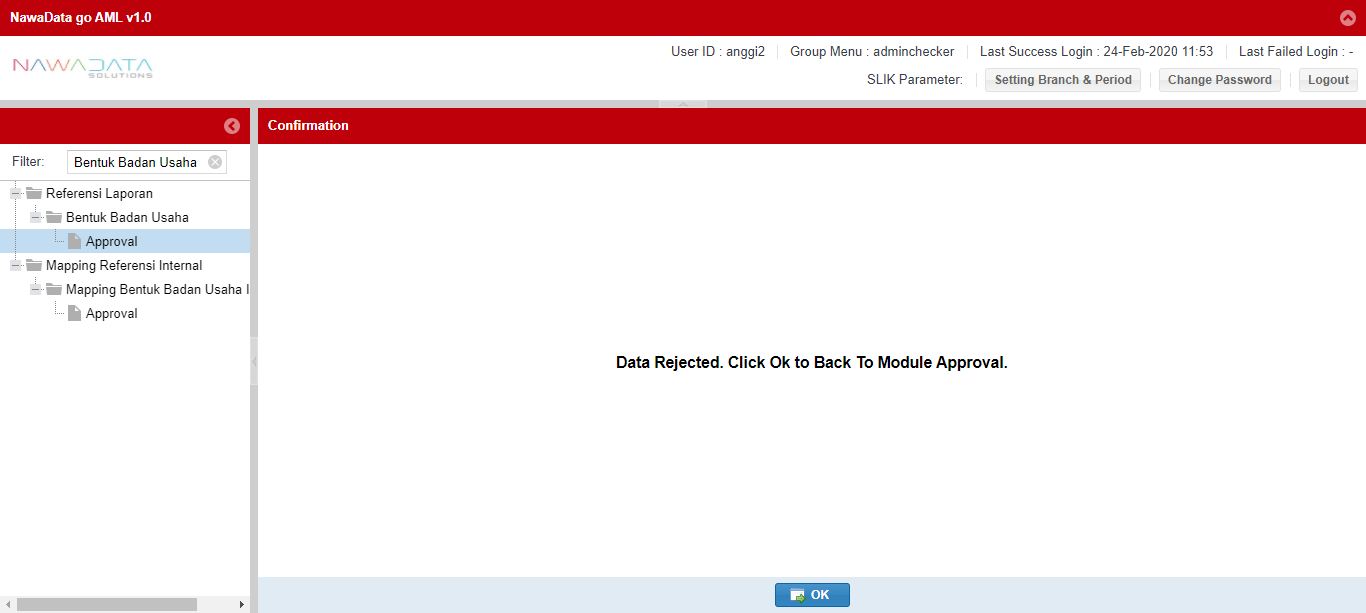 NawaData go AML v1.0
NAWADATA
SOLUTIONS
User ID : anggi2 Group Menu : adminchecker Last Success Login : 24-Feb-2020 11:53 Last Failed Login : -
SLIK Parameter: Setting Branch & Period Change Password Logout
Confirmation
Filter: Bentuk Badan Usaha
Referensi Laporan
Bentuk Badan Usaha
Approval
Mapping Referensi Internal
Mapping Bentuk Badan Usaha I
Approval
Data Rejected. Click Ok to Back To Module Approval.
OK